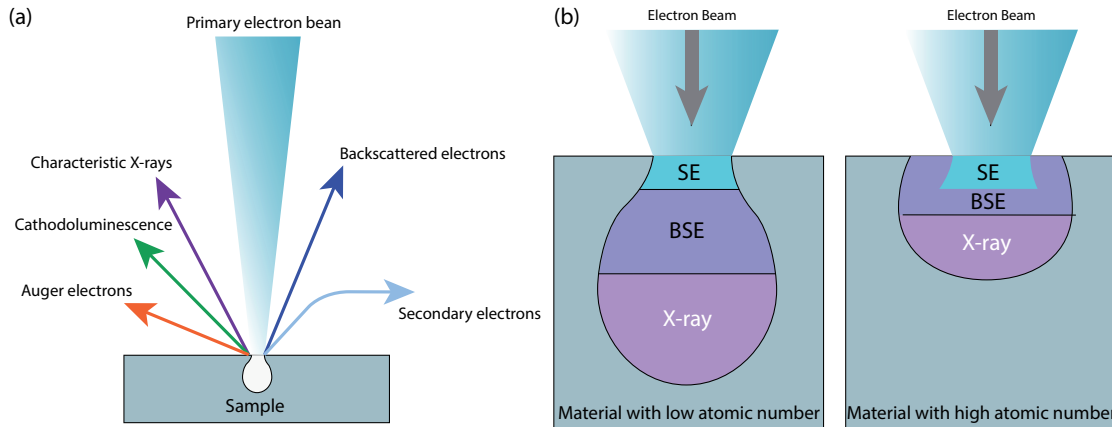 (a)
Primary electron bean
Characteristic X-rays
Backscattered electrons
Cathodoluminescence
Auger electrons
Secondary electrons
Sample
(b)
Electron Beam
SE
BSE
X-ray
Material with low atomic number
Electron Beam
SE
BSE
X-ray
Material with high atomic number